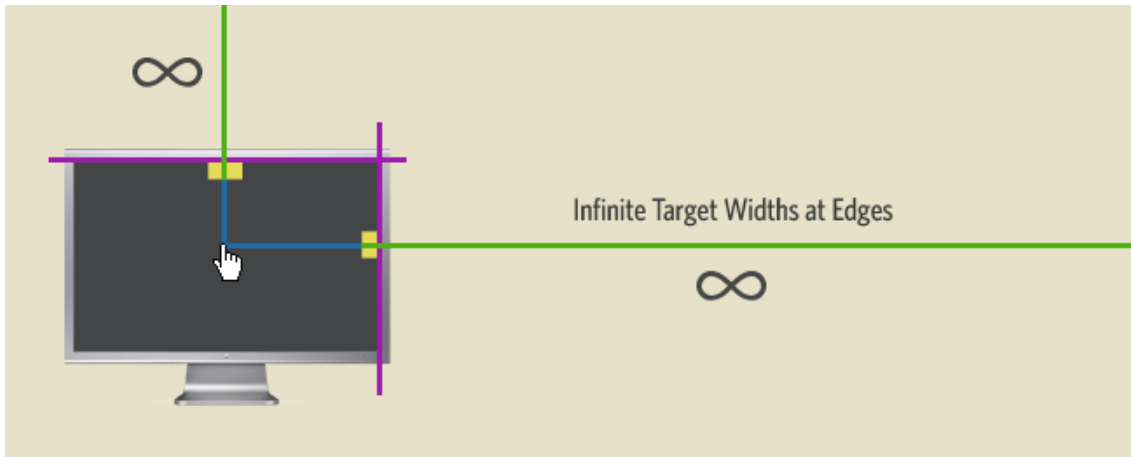 ∞
Infinite Target Widths at Edges
∞